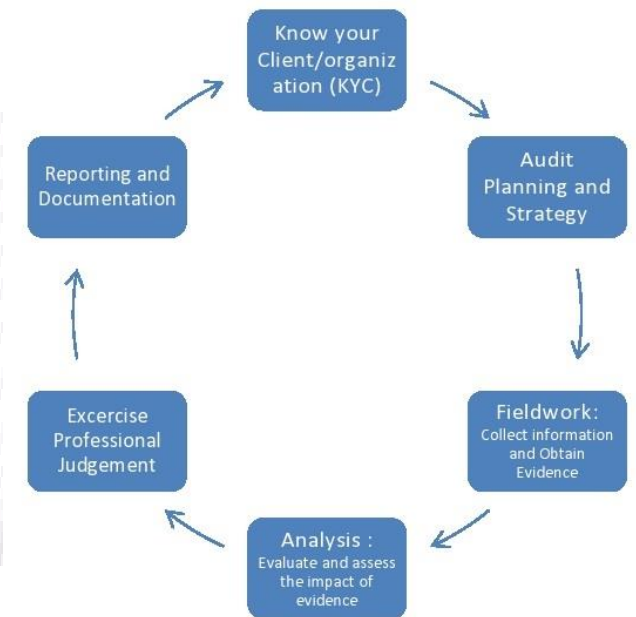 Know your
Client/organiz
ation (KYC)
Audit
Planning and
Strategy
Fieldwork:
Collect information
and Obtain
Evidence
Analysis :
Evaluate and assess
the impact of
evidence
Excercise
Professional
Judgement
Reporting and
Documentation